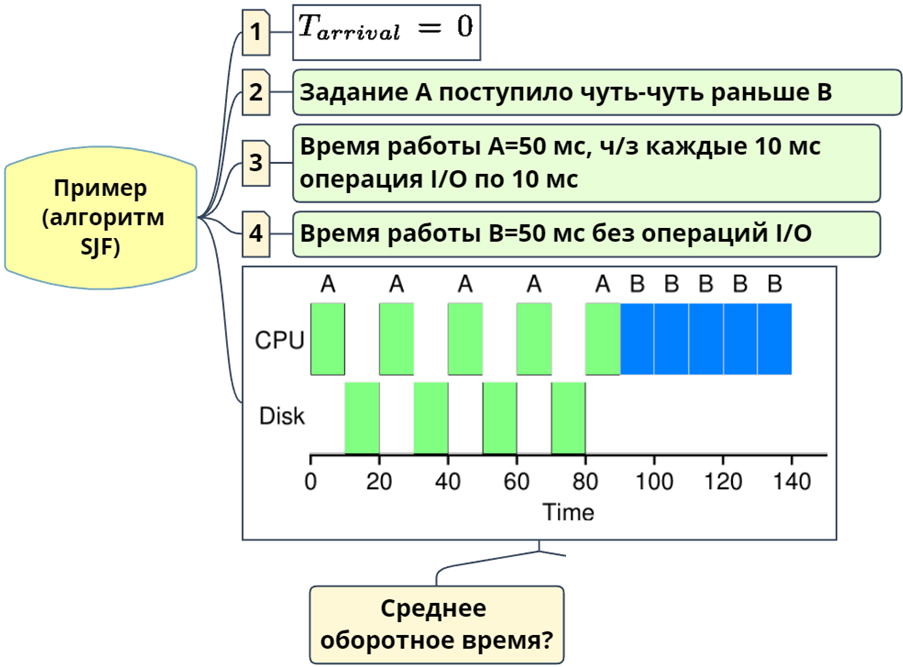 Пример
(алгоритм
SJF)
1
T_arrival = 0
2
Задание A поступило чуть-чуть раньше B
3
Время работы A=50 мс, ч/з каждые 10 мс
операция I/O по 10 мс
4
Время работы B=50 мс без операций I/O
A A A A A B B B B B
CPU
Disk
0 20 40 60 80 100 120 140
Time
Среднее
оборотное время?